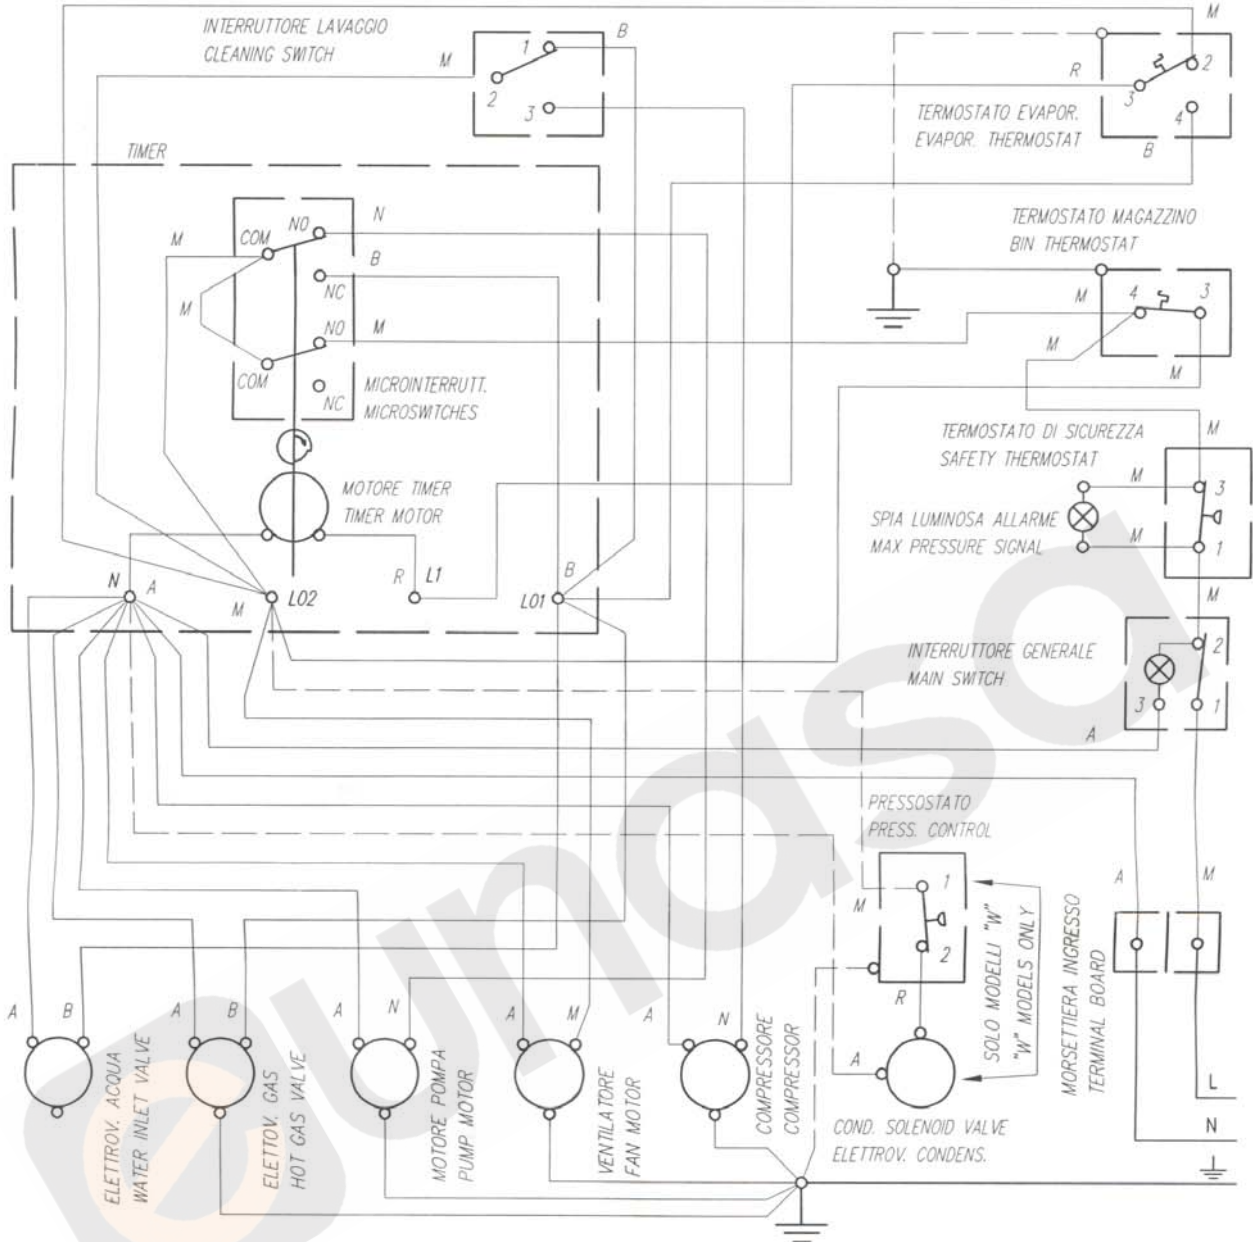 M
INTERRUTTORE LAVAGGIO
CLEANING SWITCH
B
1
M
2
3
R
2
3
4
TERMOSTATO EVAPOR.
EVAPOR. THERMOSTAT
B
TIMER
N
NO
COM
M
B
NC
M
NO
M
COM
NC
MICROINTERRUTT.
MICROSWITCHES
TERMOSTATO MAGAZZINO
BIN THERMOSTAT
M
4
3
M
M
MOTORE TIMER
TIMER MOTOR
TERMOSTATO DI SICUREZZA
SAFETY THERMOSTAT
M
M
3
SPIA LUMINOSA ALLARME
MAX PRESSURE SIGNAL
M
1
N
A
M
LO2
R
L1
B
LO1
M
INTERRUTTORE GENERALE
MAIN SWITCH
2
3
1
A
PRESSOSTATO
PRESS. CONTROL
1
M
2
R
A
SOLO MODELLI "W"
"W" MODELS ONLY
MORSETTIERA INGRESSO
TERMINAL BOARD
A
M
L
N
A
B
A
B
A
N
A
M
A
N
ELETTROV. ACQUA
WATER INLET VALVE
ELETTOV. GAS
HOT GAS VALVE
MOTORE POMPA
PUMP MOTOR
VENTILATORE
FAN MOTOR
COMPRESSORE
COMPRESSOR
COND. SOLENOID VALVE
ELETTROV. CONDENS.
eunasa